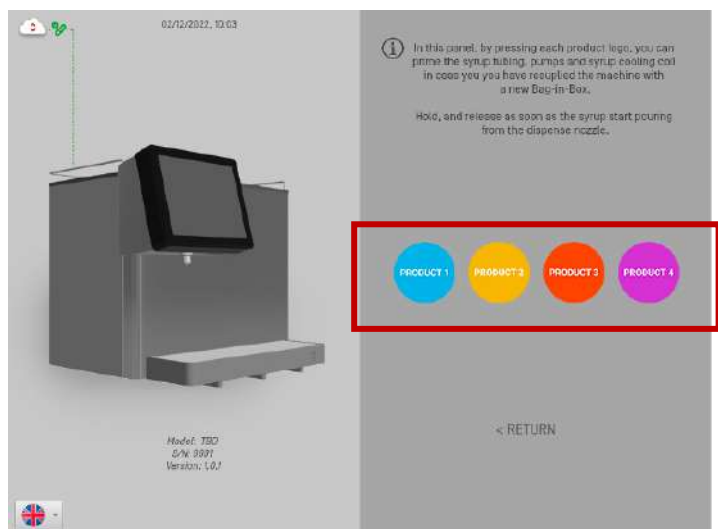 02/12/2022, 10:03
In this panel, by pressing each product logo, you can
prime the syrup tubing, pumps and syrup cooling coil
in case you you have resuplied the machine with
a new Bag-in-Box.
Hold, and release as soon as the syrup start pouring
from the dispense nozzle.
PRODUCT 1
PRODUCT 2
PRODUCT 3
PRODUCT 4
< RETURN
Model: TBD
S/N: 0001
Version: 1.0.1